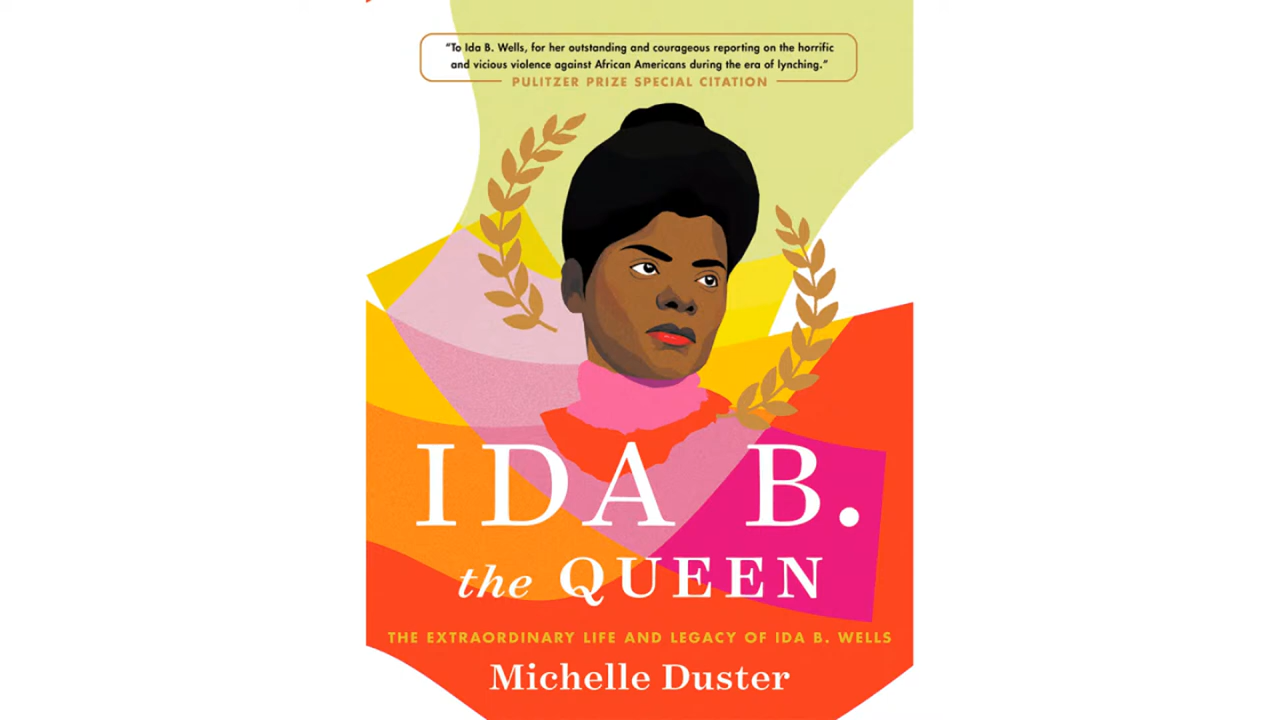 “To Ida B. Wells, for her outstanding and courageous reporting on the horrific
and vicious violence against African Americans during the era of lynching.”
PULITZER PRIZE SPECIAL CITATION
IDA B.
the QUEEN
THE EXTRAORDINARY LIFE AND LEGACY OF IDA B. WELLS
Michelle Duster